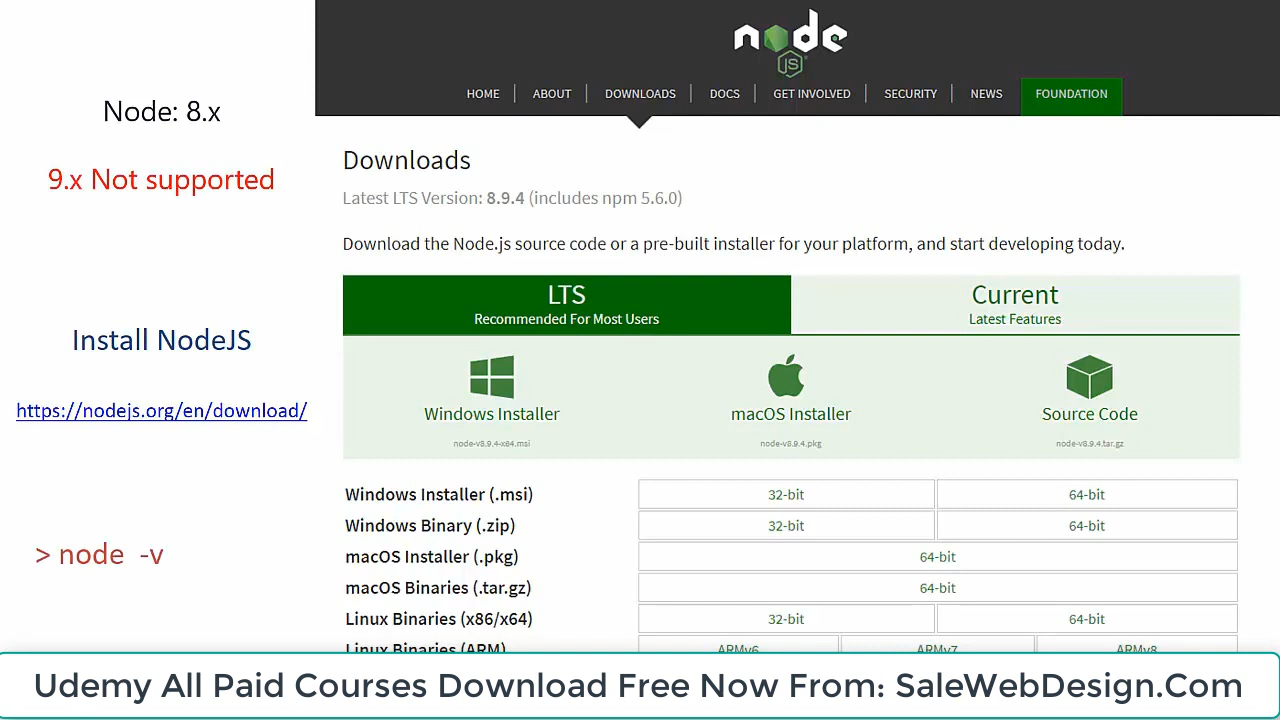 Node: 8.x
9.x Not supported
Install NodeJS
https://nodejs.org/en/download/
> node -v
node
JS
HOME ABOUT DOWNLOADS DOCS GET INVOLVED SECURITY NEWS FOUNDATION
Downloads
Latest LTS Version: 8.9.4 (includes npm 5.6.0)
Download the Node.js source code or a pre-built installer for your platform, and start developing today.
LTS Current
Recommended For Most Users Latest Features
Windows Installer macOS Installer Source Code
node-v8.9.4-x64.msi node-v8.9.4.pkg node-v8.9.4.tar.gz
Windows Installer (.msi) 32-bit 64-bit
Windows Binary (.zip) 32-bit 64-bit
macOS Installer (.pkg) 64-bit
macOS Binaries (.tar.gz) 64-bit
Linux Binaries (x86/x64) 32-bit 64-bit
Linux Binaries (ARM) ARMv6 ARMv7 ARMv8
Udemy All Paid Courses Download Free Now From: SaleWebDesign.Com